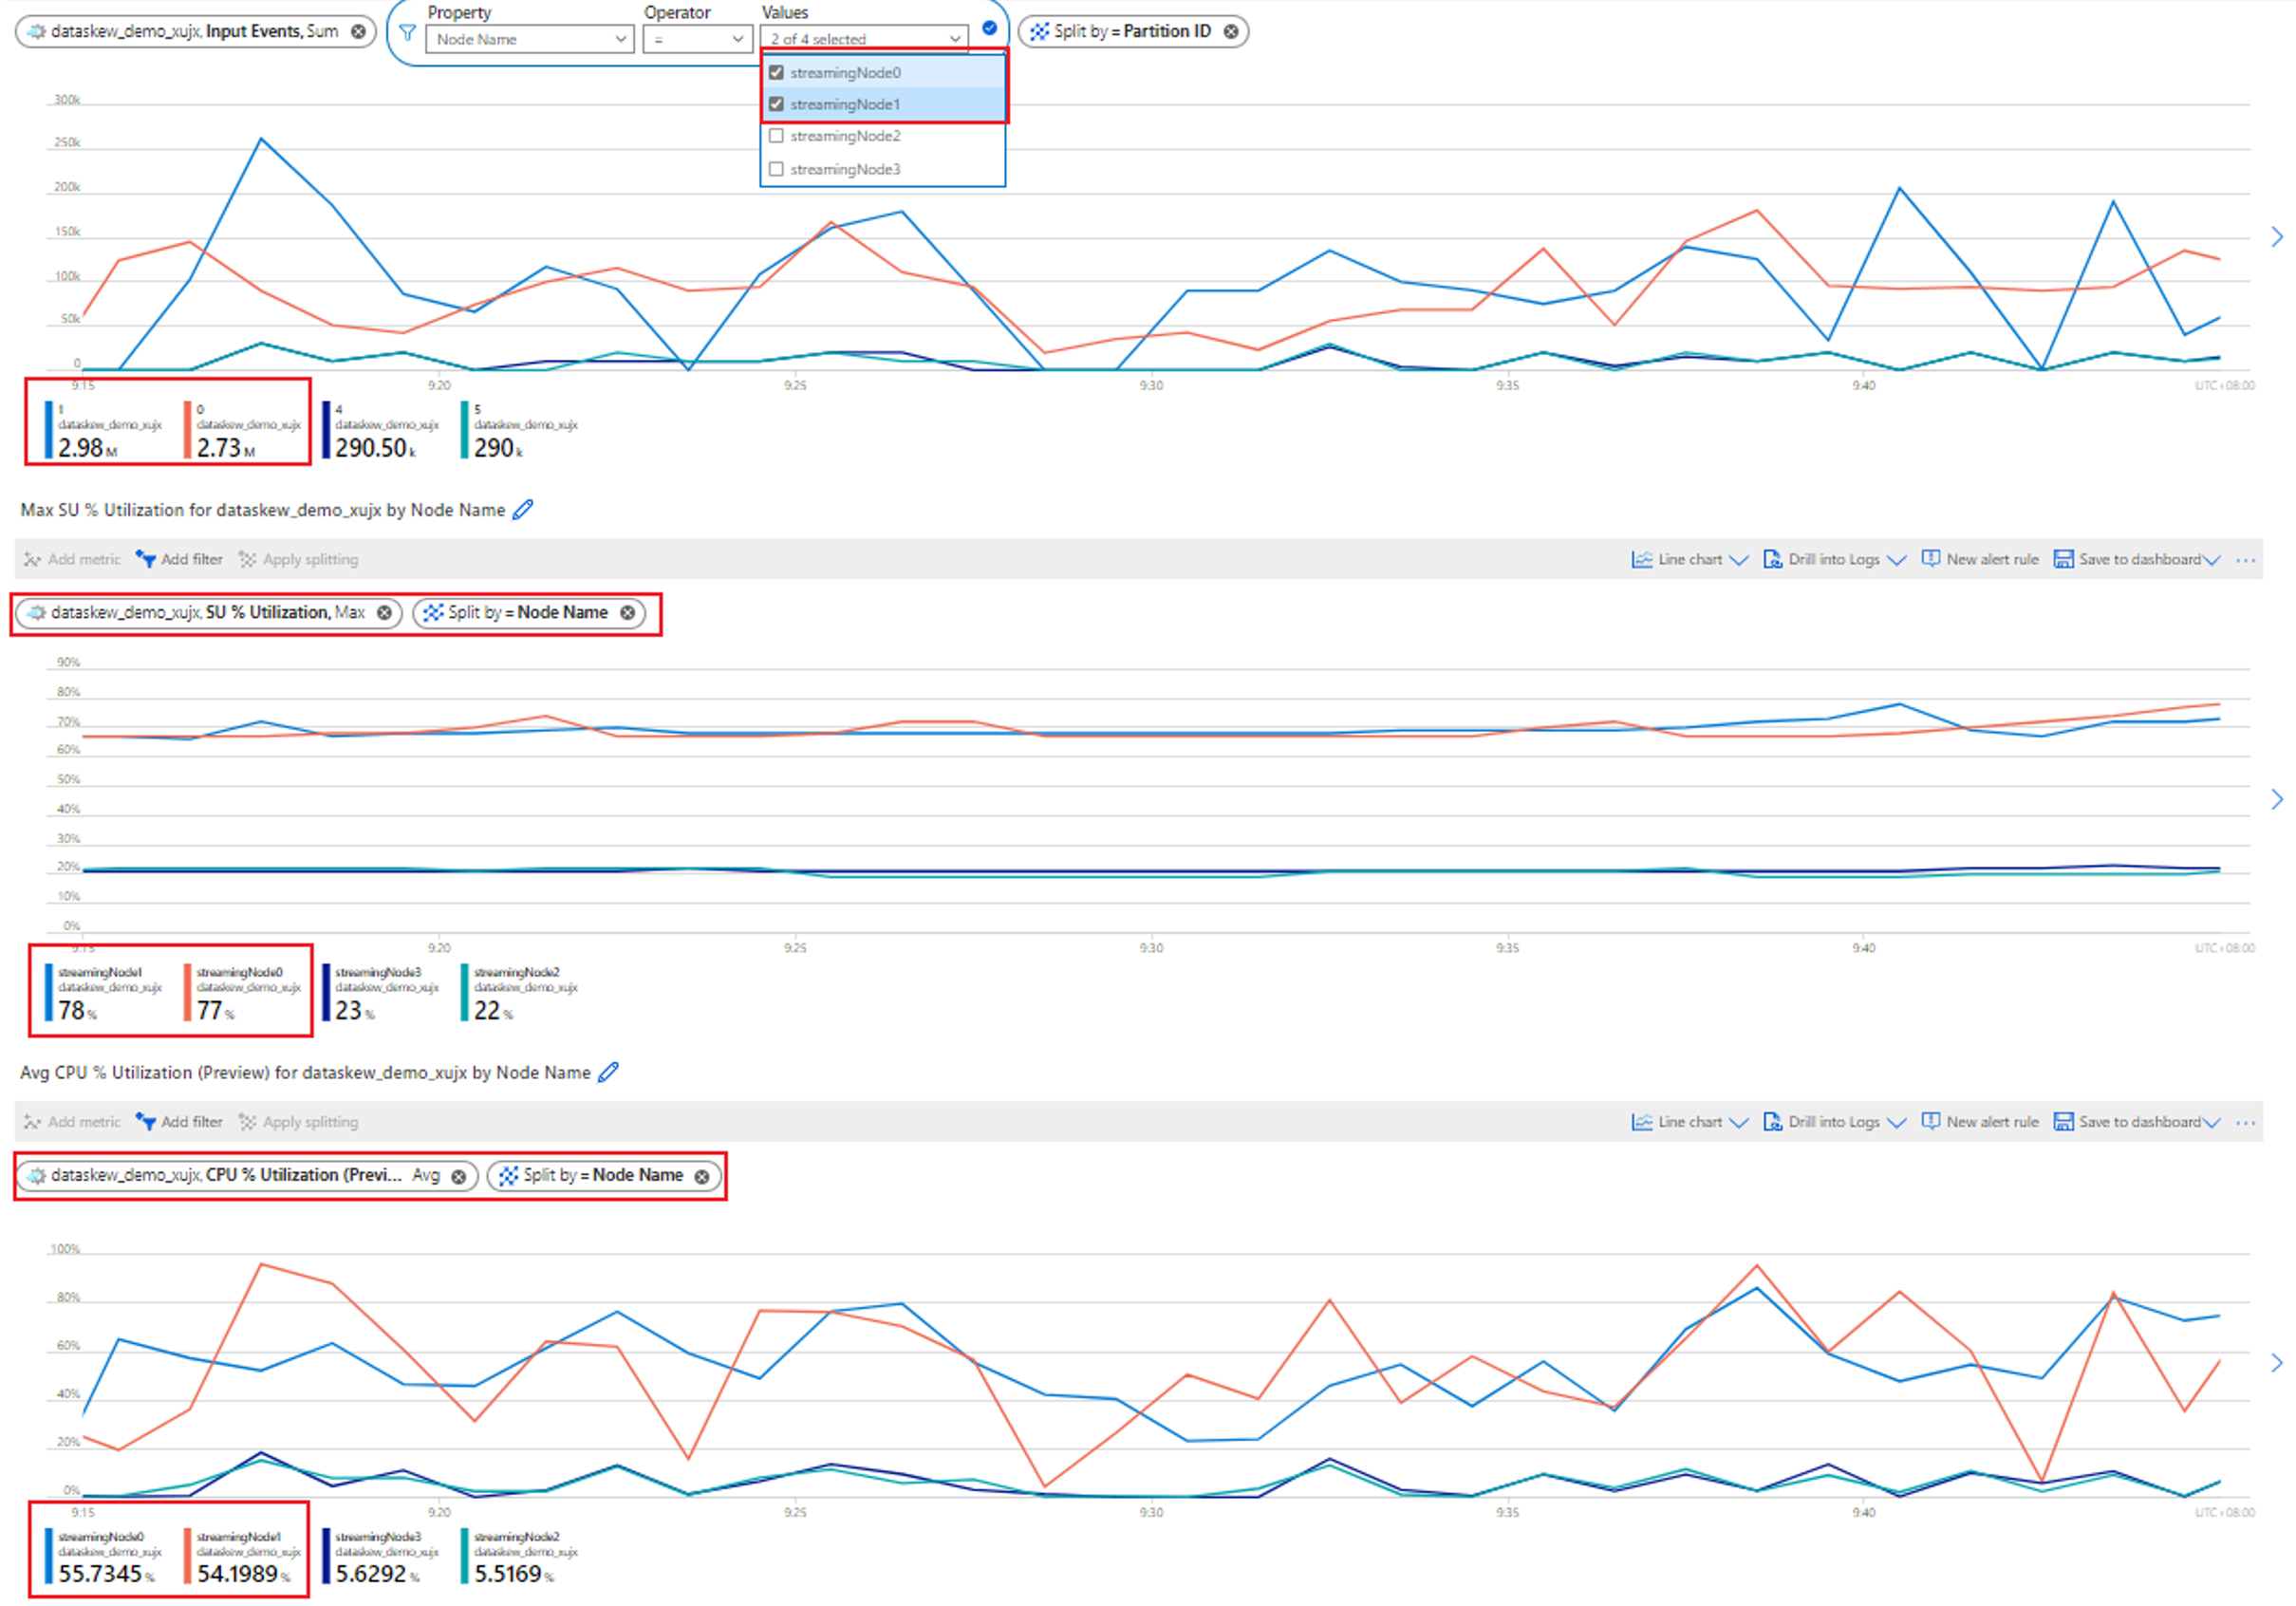 Property Operator Values
dataskew_demo_xujx, Input Events, Sum Node Name = 2 of 4 selected Split by = Partition ID
streamingNode0
streamingNode1
streamingNode2
streamingNode3
300k
250k
200k
150k
100k
50k
0
9:15 9:20 9:25 9:30 9:35 9:40 UTC+08:00
1 0 4 5
dataskew_demo_xujx dataskew_demo_xujx dataskew_demo_xujx dataskew_demo_xujx
2.98 M 2.73 M 290.50 k 290 k
Max SU % Utilization for dataskew_demo_xujx by Node Name
Add metric Add filter Apply splitting Line chart Drill into Logs New alert rule Save to dashboard ...
dataskew_demo_xujx, SU % Utilization, Max Split by = Node Name
90%
80%
70%
60%
50%
40%
30%
20%
10%
0%
9:15 9:20 9:25 9:30 9:35 9:40 UTC+08:00
streamingNode1 streamingNode0 streamingNode3 streamingNode2
dataskew_demo_xujx dataskew_demo_xujx dataskew_demo_xujx dataskew_demo_xujx
78 % 77 % 23 % 22 %
Avg CPU % Utilization (Preview) for dataskew_demo_xujx by Node Name
Add metric Add filter Apply splitting Line chart Drill into Logs New alert rule Save to dashboard ...
dataskew_demo_xujx, CPU % Utilization (Previ... Avg Split by = Node Name
100%
80%
60%
40%
20%
0%
9:15 9:20 9:25 9:30 9:35 9:40 UTC+08:00
streamingNode0 streamingNode1 streamingNode3 streamingNode2
dataskew_demo_xujx dataskew_demo_xujx dataskew_demo_xujx dataskew_demo_xujx
55.7345 % 54.1989 % 5.6292 % 5.5169 %